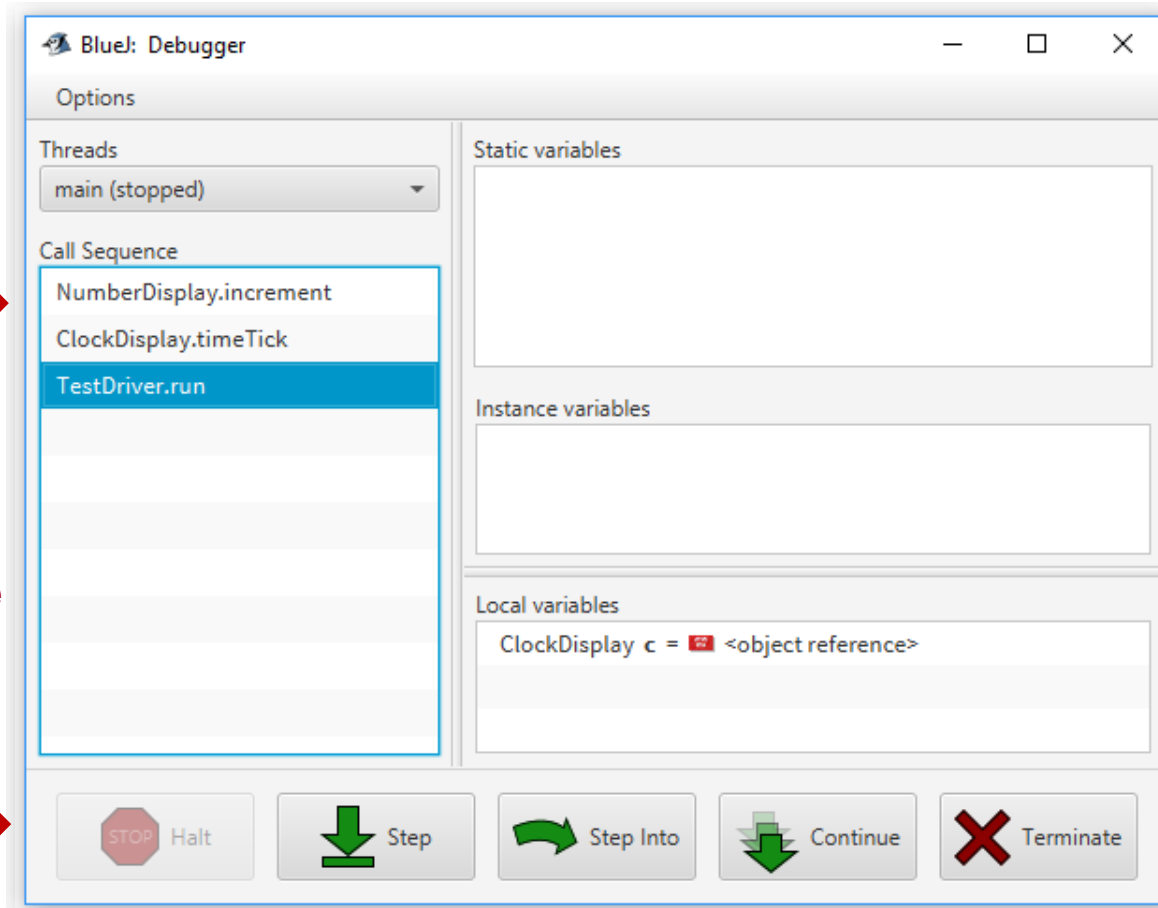 BlueJ: Debugger
Options
Threads
main (stopped)
Call Sequence
NumberDisplay.increment
ClockDisplay.timeTick
TestDriver.run
Static variables
Instance variables
Local variables
ClockDisplay c = <object reference>
STOP Halt
Step
Step Into
Continue
Terminate